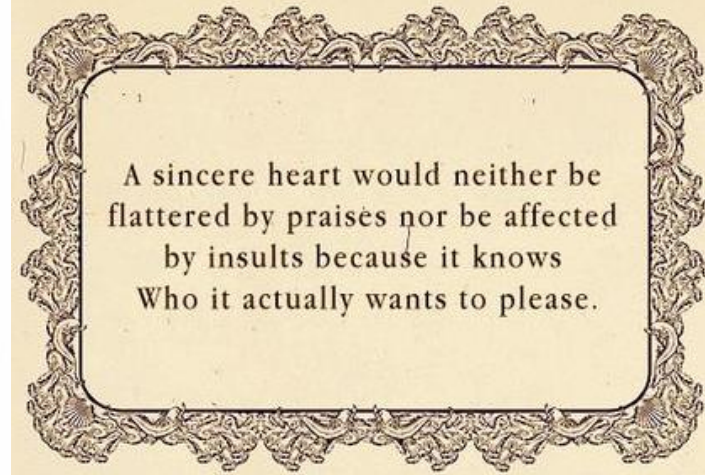 A sincere heart would neither be
flattered by praises nor be affected
by insults because it knows
Who it actually wants to please.